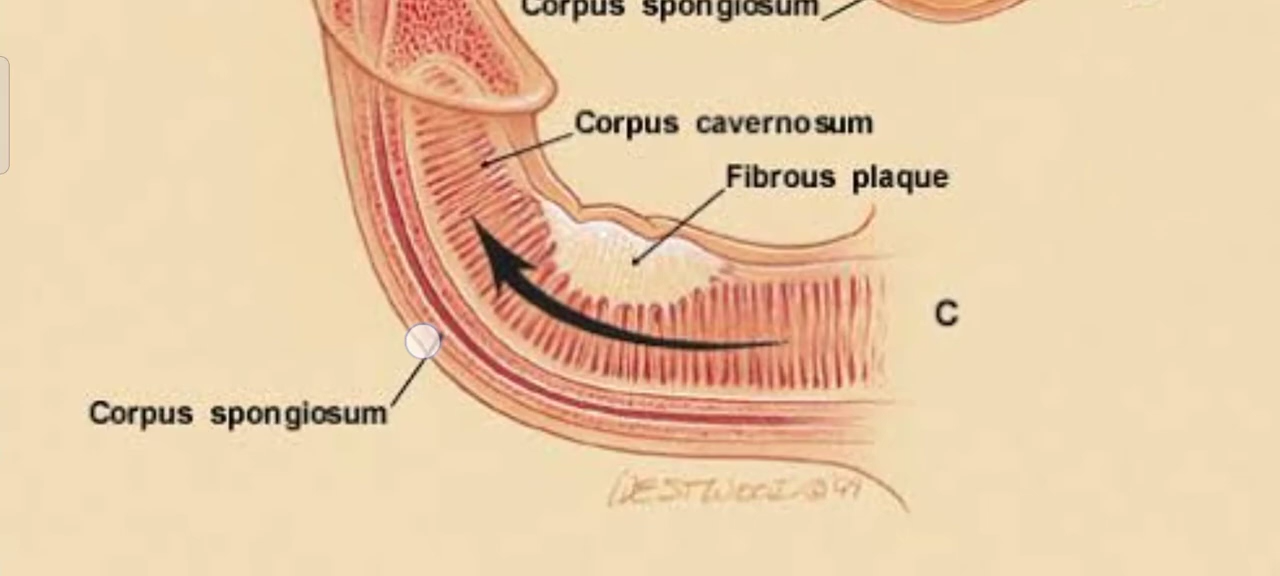 Corpus spongiosum
Corpus cavernosum
Fibrous plaque
C
Corpus spongiosum